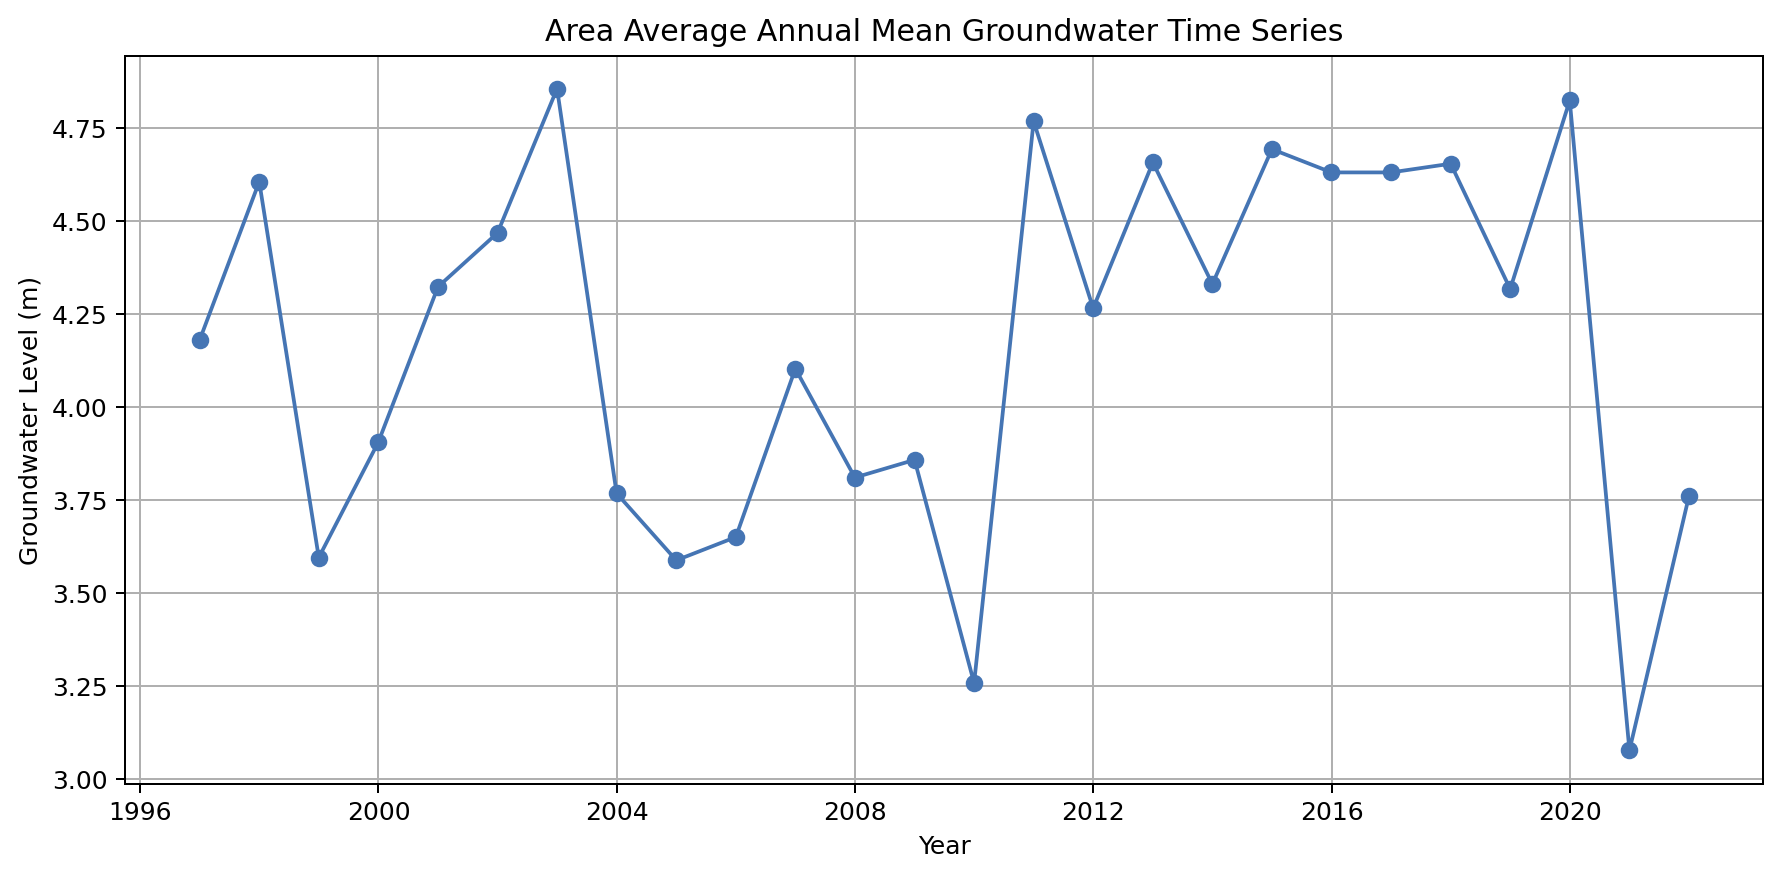 Area Average Annual Mean Groundwater Time Series
Groundwater Level (m)
4.75
4.50
4.25
4.00
3.75
3.50
3.25
3.00
1996 2000 2004 2008 2012 2016 2020
Year